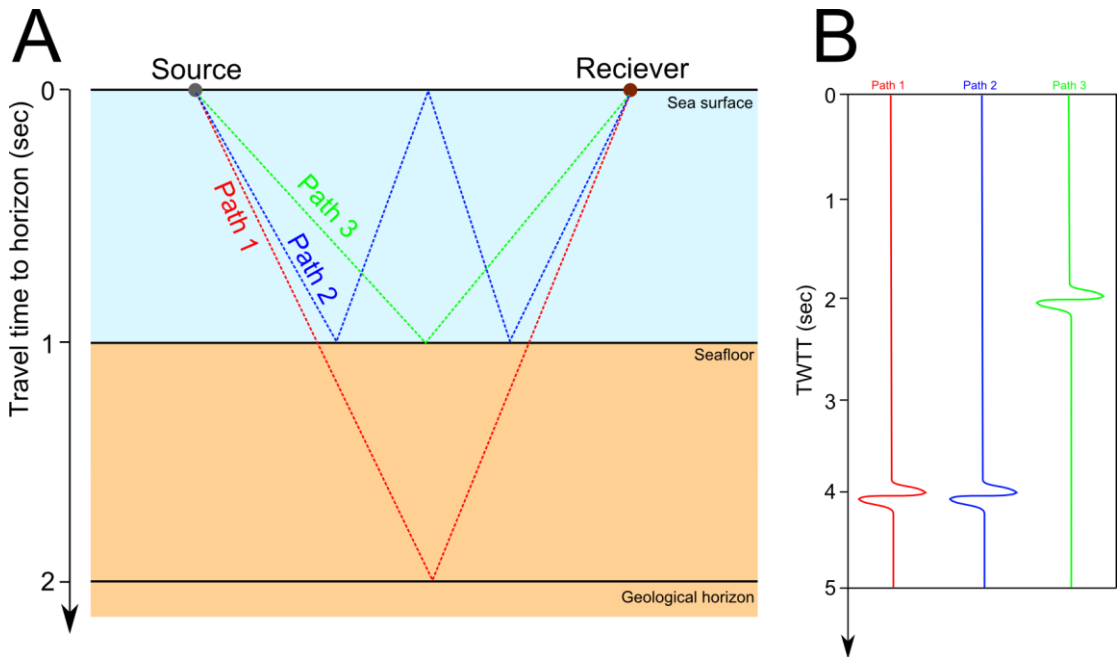 A
Source
Reciever
0
Sea surface
Travel time to horizon (sec)
Path 1
Path 2
Path 3
1
Seafloor
2
Geological horizon
B
Path 1
Path 2
Path 3
0
1
2
3
4
5
TWTT (sec)